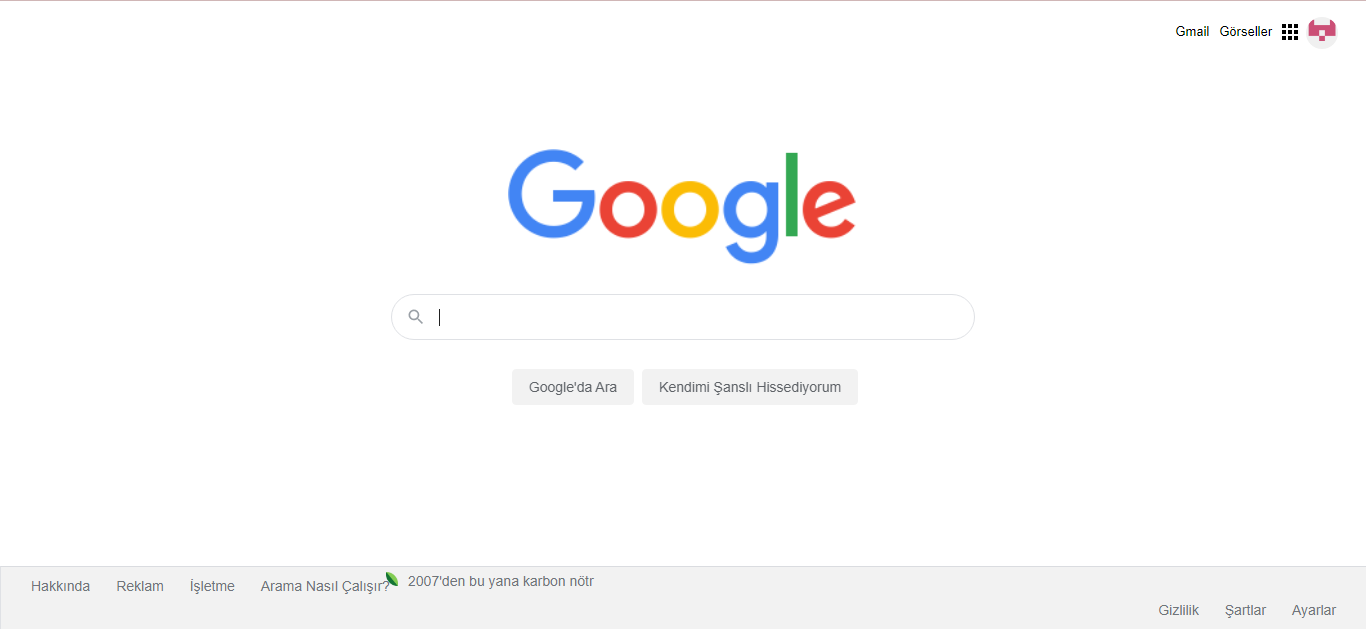 Gmail Görseller
Google
Google'da Ara Kendimi Şanslı Hissediyorum
Hakkında Reklam İşletme Arama Nasıl Çalışır? 2007'den bu yana karbon nötr
Gizlilik Şartlar Ayarlar